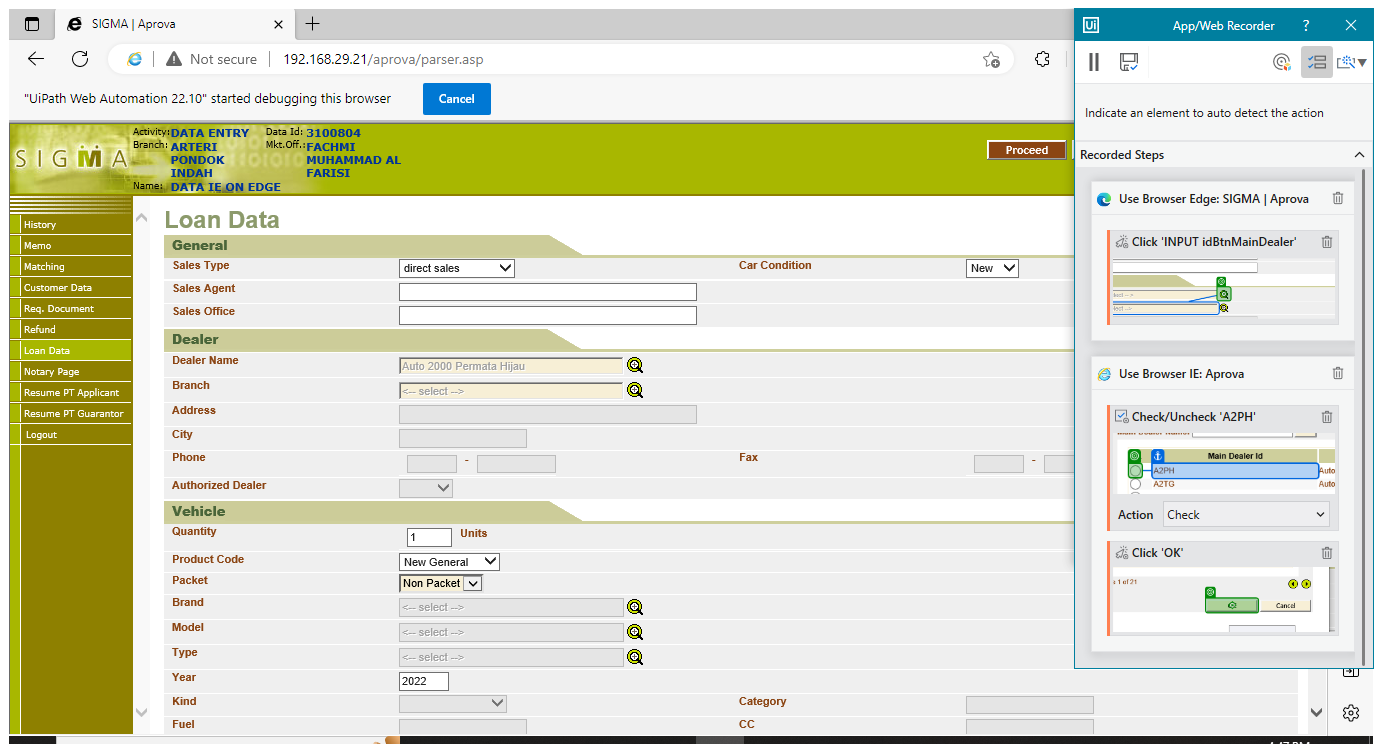 SIGMA | Aprova
Not secure
192.168.29.21/aprova/parser.asp
"UiPath Web Automation 22.10" started debugging this browser
Cancel
SIGMA
Activity: DATA ENTRY Data Id: 3100804
Branch: ARTERI Mkt.Off.: FACHMI
PONDOK MUHAMMAD AL
INDAH FARISI
Name: DATA IE ON EDGE
Proceed
History
Memo
Matching
Customer Data
Req. Document
Refund
Loan Data
Notary Page
Resume PT Applicant
Resume PT Guarantor
Logout
Loan Data
General
Sales Type direct sales Car Condition New
Sales Agent
Sales Office
Dealer
Dealer Name Auto 2000 Permata Hijau
Branch <-- select -->
Address
City
Phone - Fax -
Authorized Dealer
Vehicle
Quantity 1 Units
Product Code New General
Packet Non Packet
Brand <-- select -->
Model <-- select -->
Type <-- select -->
Year 2022
Kind Category
Fuel CC
Ui App/Web Recorder ?
Indicate an element to auto detect the action
Recorded Steps
Use Browser Edge: SIGMA | Aprova
Click 'INPUT idBtnMainDealer'
Use Browser IE: Aprova
Check/Uncheck 'A2PH'
Main Dealer Id
A2PH Auto
A2TG Auto
Action Check
Click 'OK'
1 of 21
Cancel